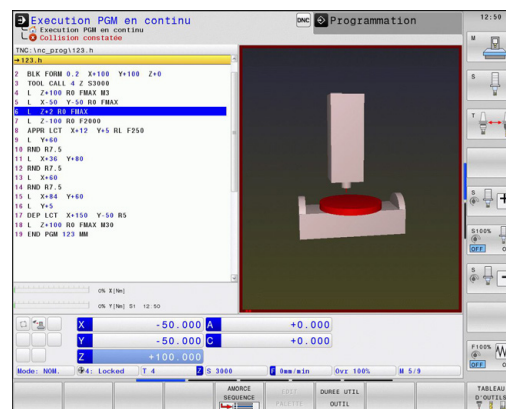 Execution PGM en continu
Execution PGM en continu
Collision constatée
DNC
Programmation
12:50
TNC:\nc_prog\123.h
→123.h
2 BLK FORM 0.2 X+100 Y+100 Z+0
3 TOOL CALL 4 Z S3000
4 L Z+100 R0 FMAX M3
5 L X-50 Y-50 R0 FMAX
6 L Z+2 R0 FMAX
7 L Z-100 R0 F2000
8 APPR LCT X+12 Y+5 RL F250
9 L Y+60
10 RND R7.5
11 L X+36 Y+80
12 RND R7.5
13 L X+60
14 RND R7.5
15 L X+84 Y+60
16 L Y+5
17 DEP LCT X+150 Y-50 R5
18 L Z+100 R0 FMAX M30
19 END PGM 123 MM
M
S
T
S
S100%
OFF
S
F100%
OFF
0% X[Nm]
0% Y[Nm] S1 12:50
X -50.000 A +0.000
Y -50.000 C +0.000
Z +100.000
Mode: NOM. 4: Locked T 4 Z S 3000 F 0mm/min Ovr 100% M 5/9
AMORCE SEQUENCE
DUREE UTIL OUTIL
TABLEAU D'OUTILS